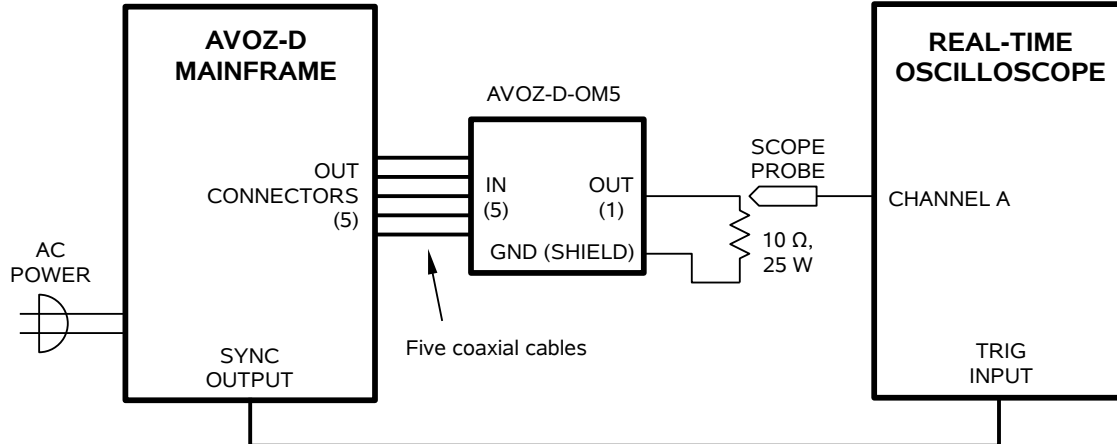 AVOZ-D
MAINFRAME
REAL-TIME
OSCILLOSCOPE
AVOZ-D-OM5
SCOPE
PROBE
OUT
CONNECTORS
(5)
IN
(5)
OUT
(1)
CHANNEL A
GND (SHIELD)
10 Ω,
25 W
AC
POWER
Five coaxial cables
SYNC
OUTPUT
TRIG
INPUT